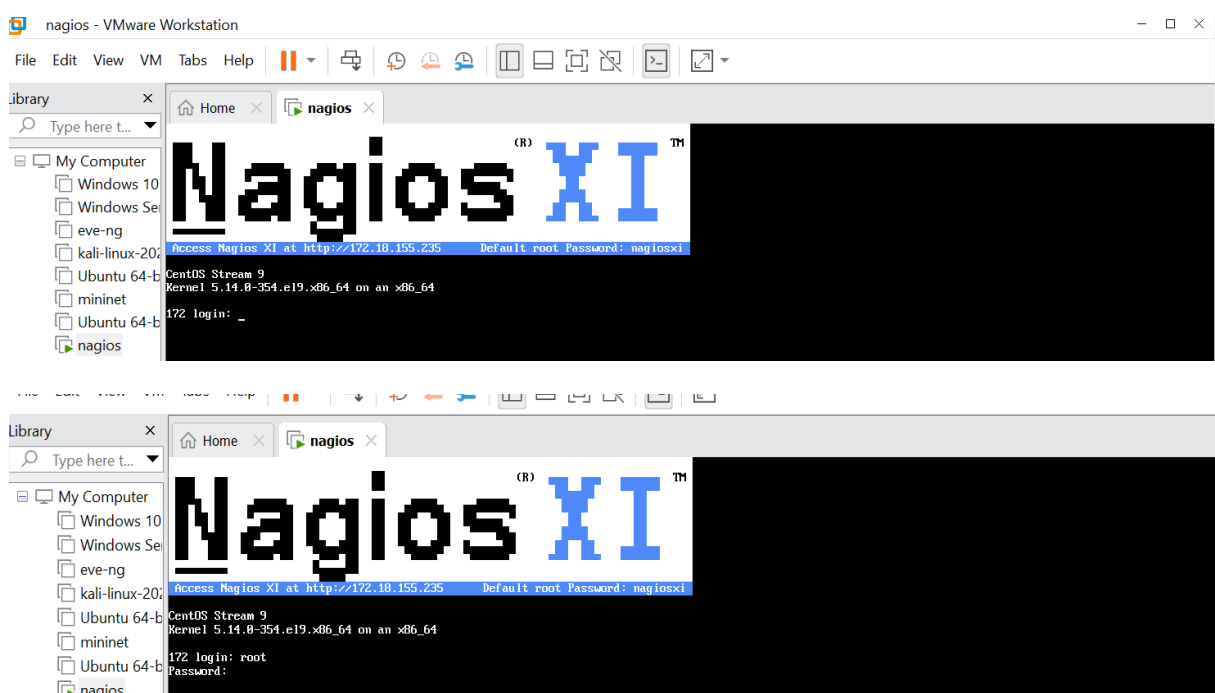 nagios - VMware Workstation
File Edit View VM Tabs Help
Library
Home
nagios
Type here t...
My Computer
Windows 10
Windows Se
eve-ng
kali-linux-202
Ubuntu 64-b
mininet
Ubuntu 64-b
nagios
Nagios (R) XI TM
Access Nagios XI at http://172.18.155.235 Default root Password: nagiosxi
CentOS Stream 9
Kernel 5.14.0-354.el9.x86_64 on an x86_64
172 login: _
File Edit View VM Tabs Help
Library
Home
nagios
Type here t...
My Computer
Windows 10
Windows Se
eve-ng
kali-linux-202
Ubuntu 64-b
mininet
Ubuntu 64-b
nagios
Nagios (R) XI TM
Access Nagios XI at http://172.18.155.235 Default root Password: nagiosxi
CentOS Stream 9
Kernel 5.14.0-354.el9.x86_64 on an x86_64
172 login: root
Password: